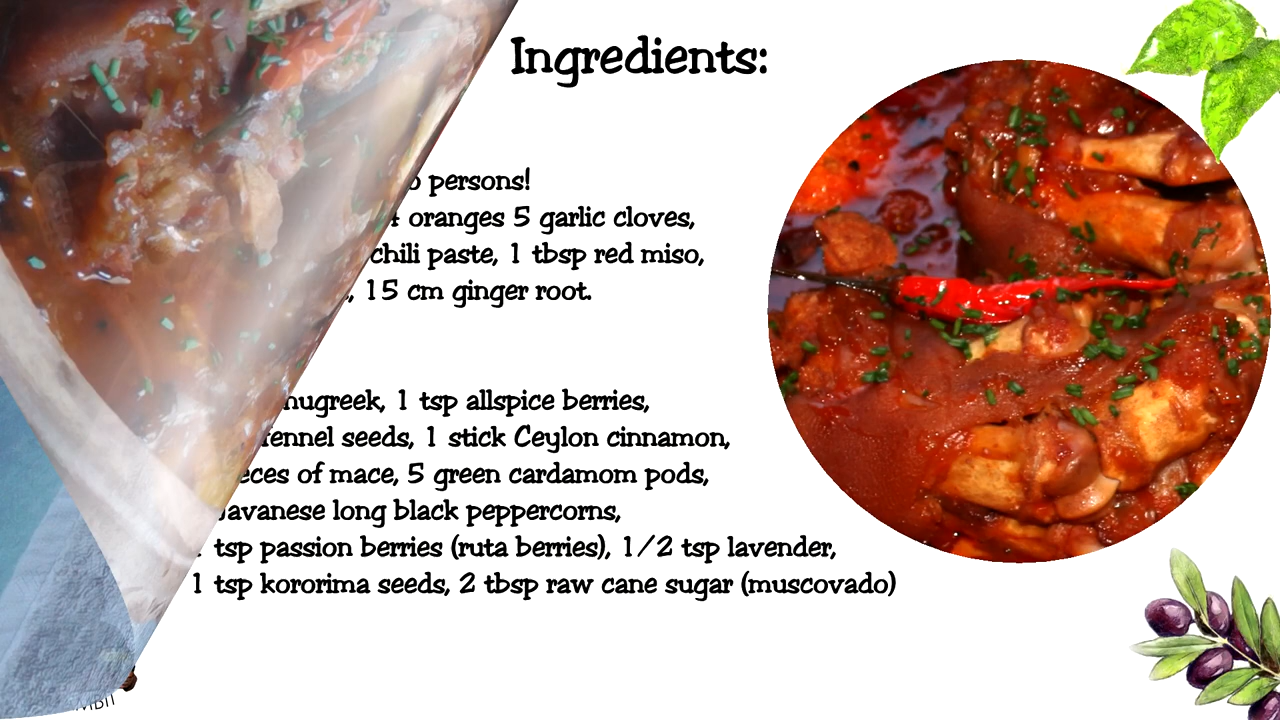 Ingredients:
persons!
oranges 5 garlic cloves,
chili paste, 1 tbsp red miso,
15 cm ginger root.
1 tsp allspice berries,
fennel seeds, 1 stick Ceylon cinnamon,
of mace, 5 green cardamom pods,
Javanese long black peppercorns,
tsp passion berries (ruta berries), 1/2 tsp lavender,
1 tsp kororima seeds, 2 tbsp raw cane sugar (muscovado)